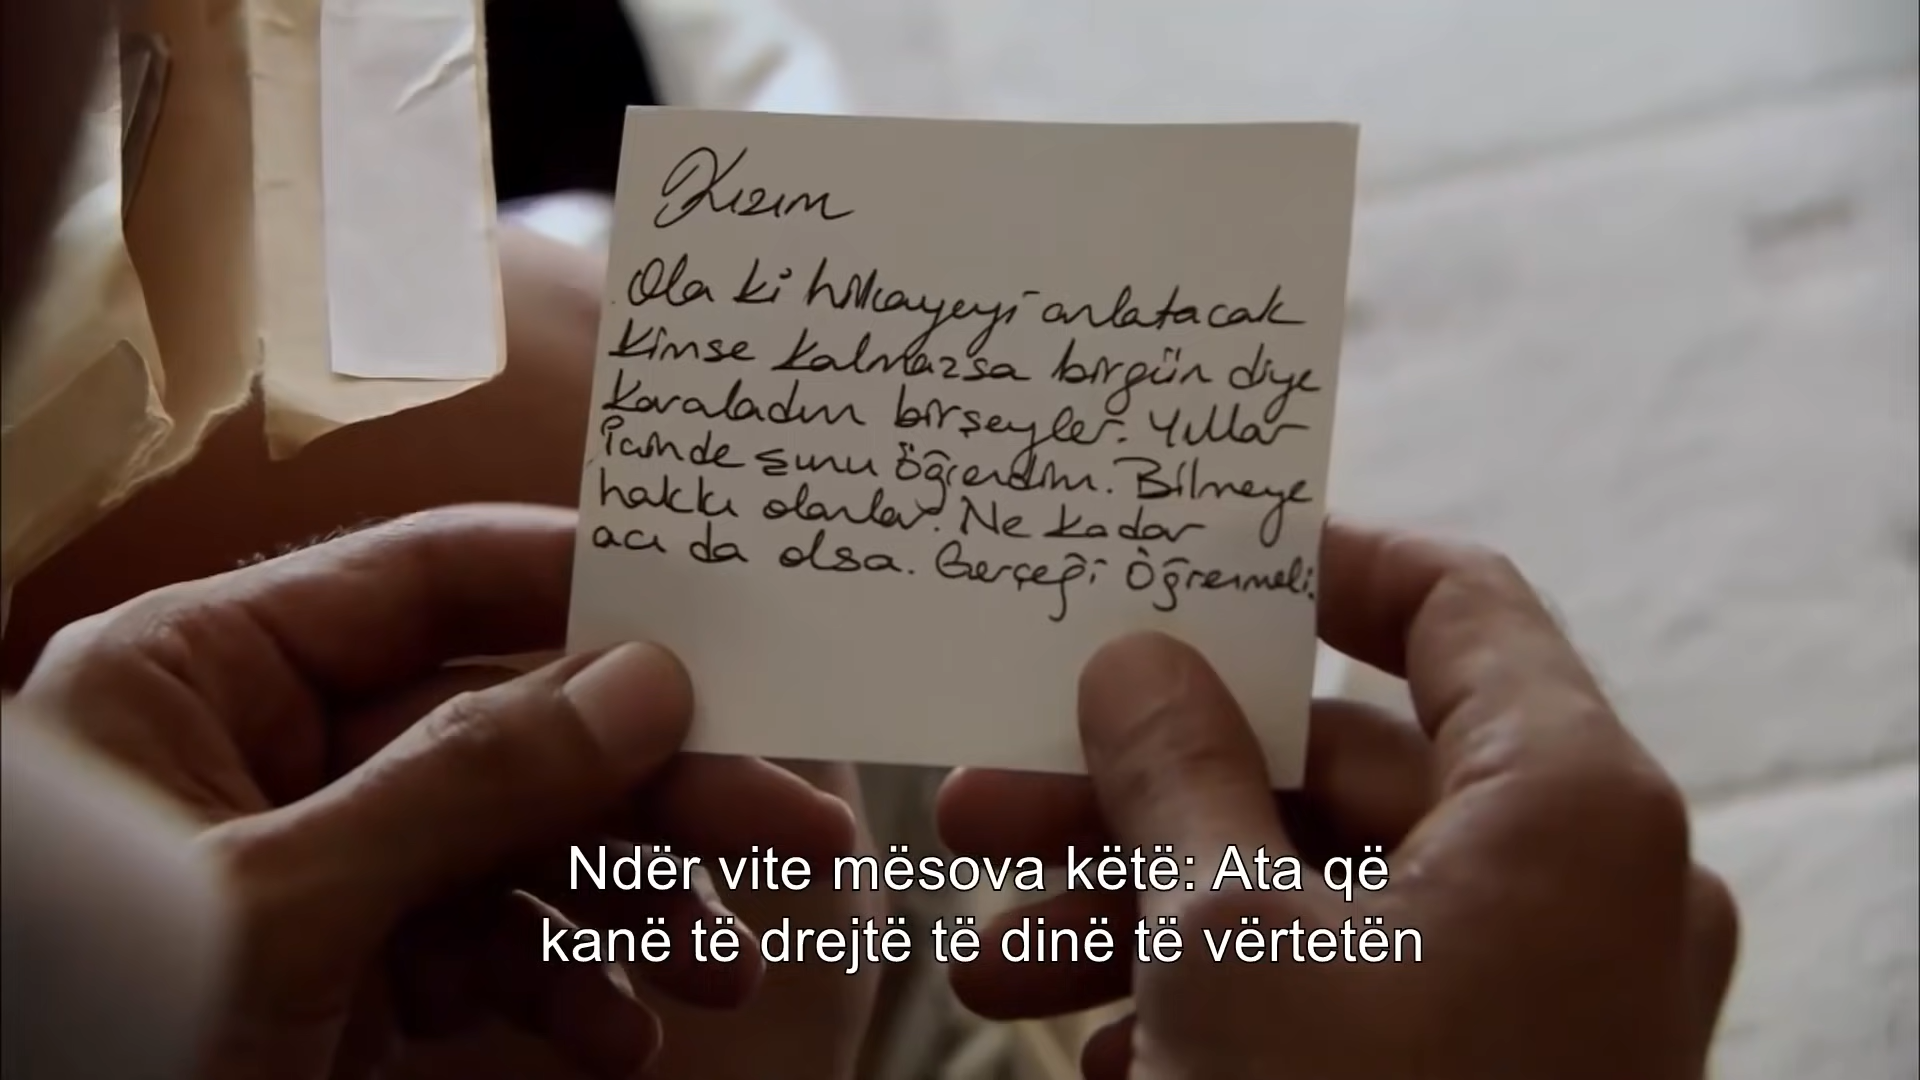 Kızım
Ola ki hikayeyi anlatacak
kimse kalmazsa birgün diye
karaladım birşeyler. Yıllar
içinde şunu öğrendim. Bilmeye
hakkı olanlar. Ne kadar
acı da olsa. Gerçeği öğrenmeli.
Ndër vite mësova këtë: Ata që
kanë të drejtë të dinë të vërtetën